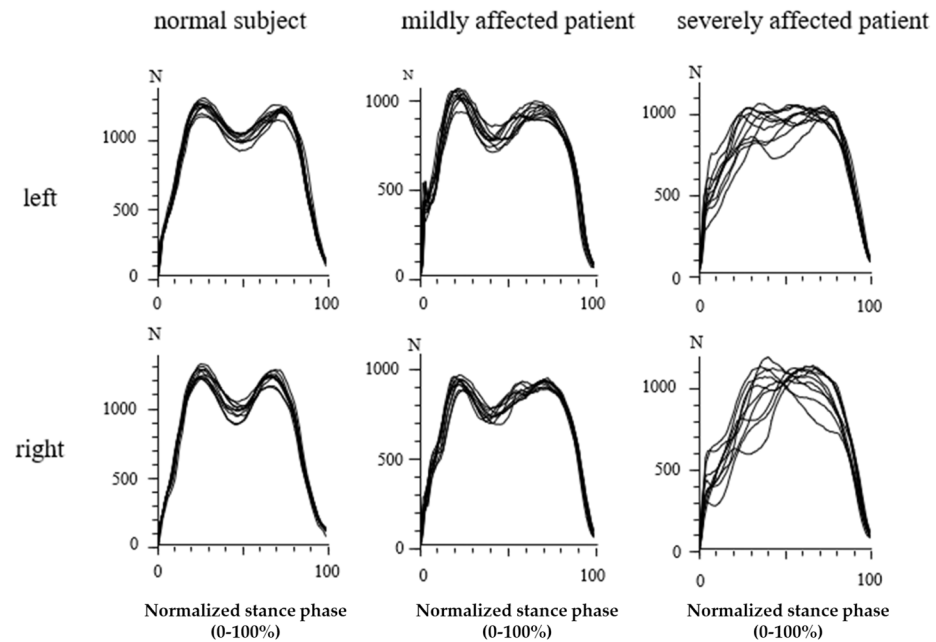 normal subject mildly affected patient severely affected patient
N N N
1000 1000 1000
left
500 500 500
0 0 0
0 100 0 100 0 100
N N N
1000 1000 1000
right
500 500 500
0 0 0
0 100 0 100 0 100
Normalized stance phase Normalized stance phase Normalized stance phase
(0-100%) (0-100%) (0-100%)